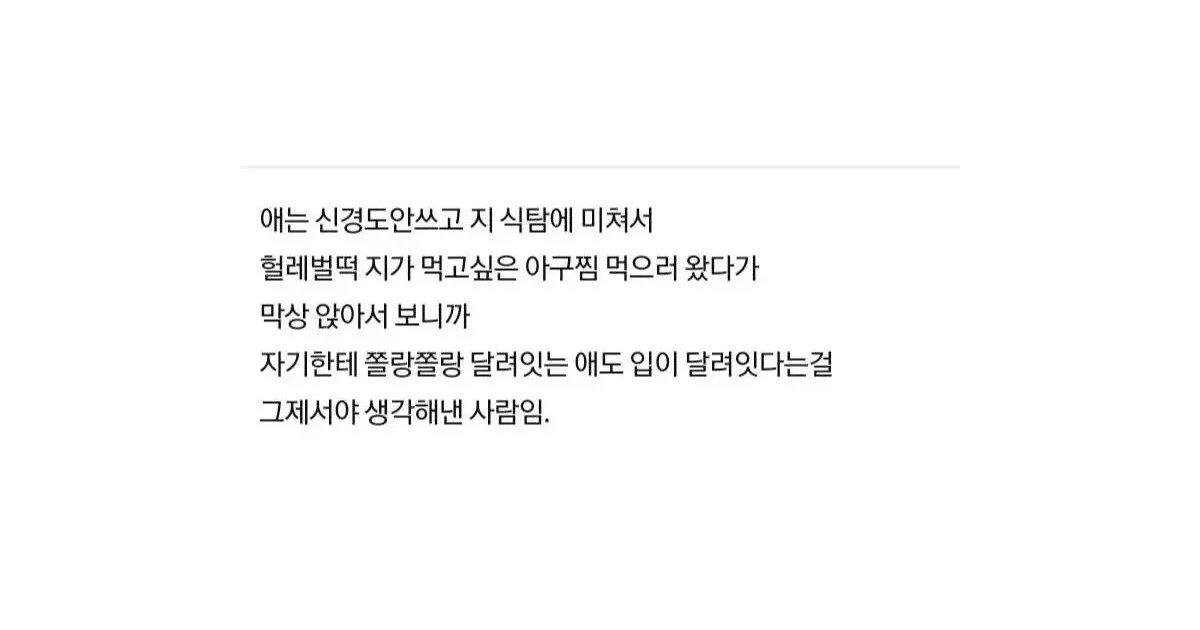 애는 신경도안쓰고 지 식탐에 미쳐서
헐레벌떡 지가 먹고싶은 아구찜 먹으러 왔다가
막상 앉아서 보니까
자기한테 쫄랑쫄랑 달려잇는 애도 입이 달려잇다는걸
그제서야 생각해낸 사람임.